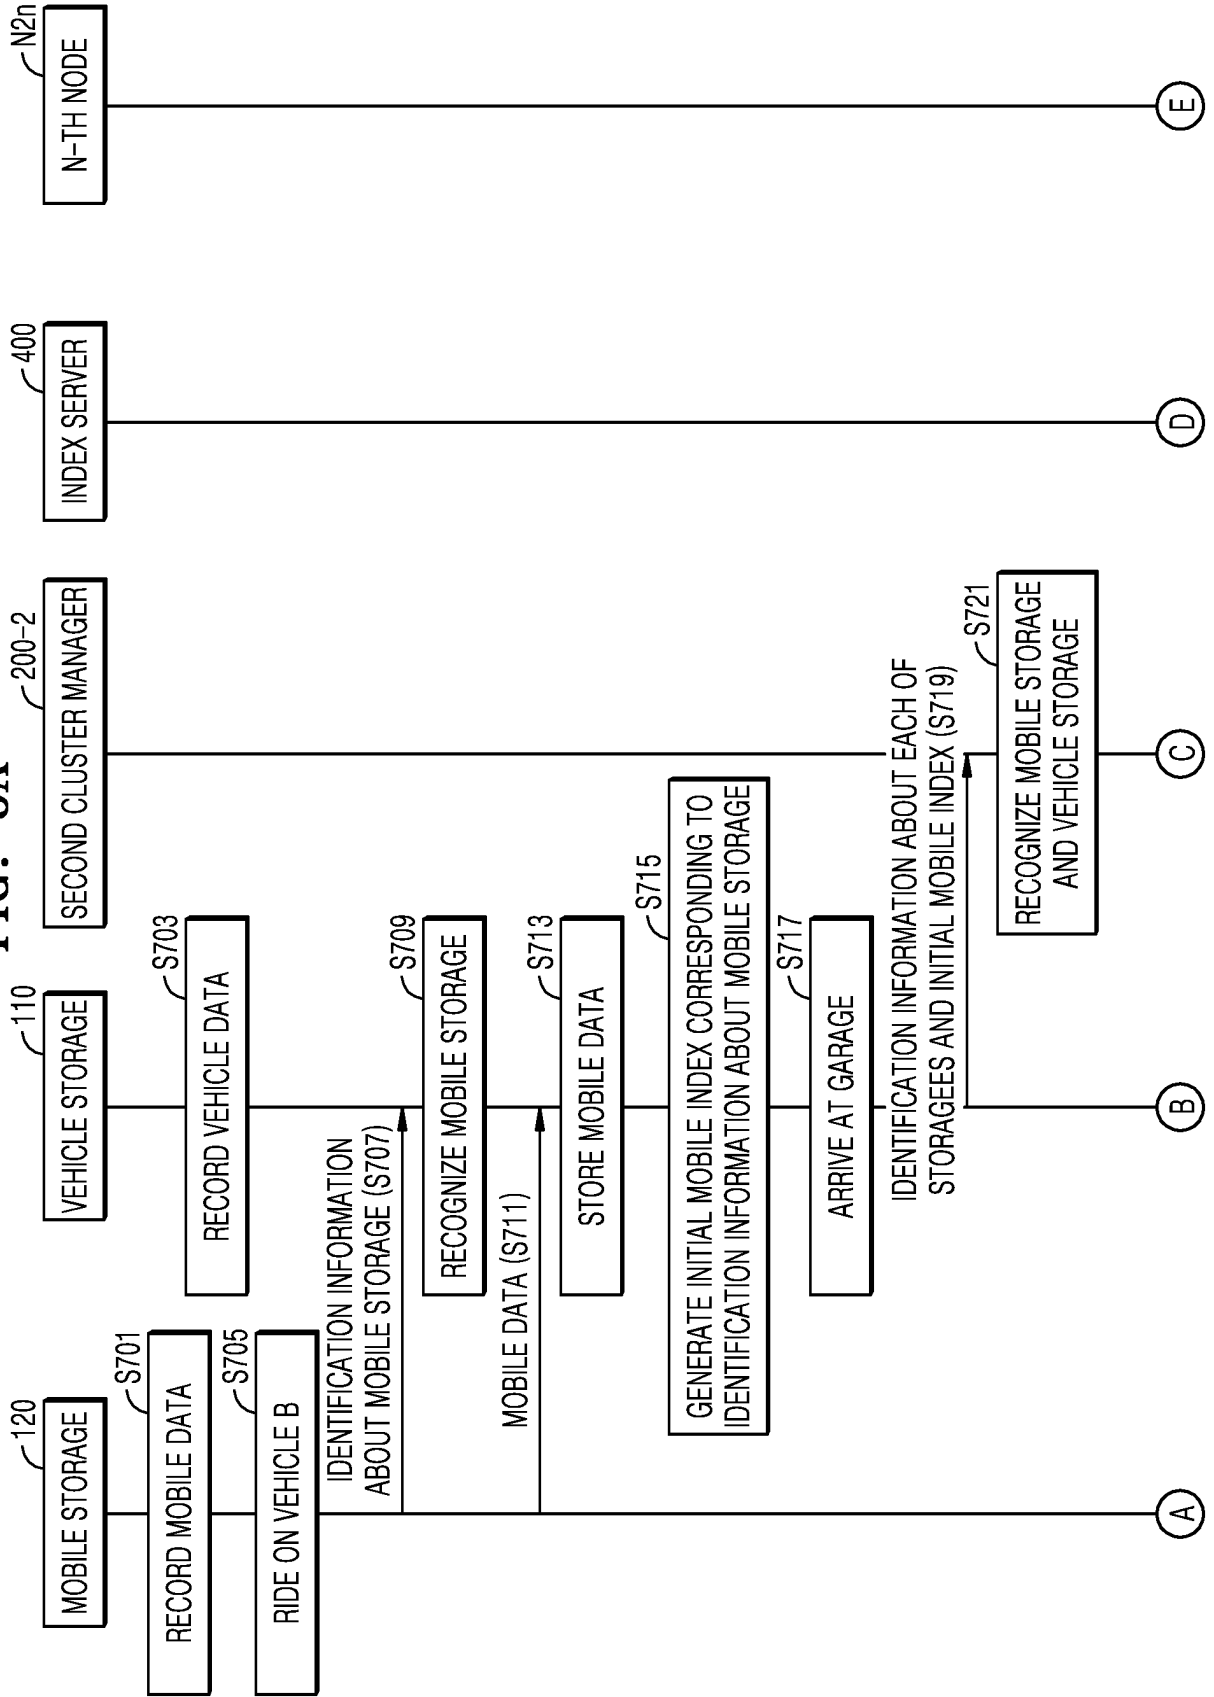 FIG.
120
MOBILE STORAGE
110
VEHICLE STORAGE
200-2
SECOND CLUSTER MANAGER
400
INDEX SERVER
N2n
N-TH NODE
S701
RECORD MOBILE DATA
S703
RECORD VEHICLE DATA
S705
RIDE ON VEHICLE B
IDENTIFICATION INFORMATION
ABOUT MOBILE STORAGE (S707)
S709
RECOGNIZE MOBILE STORAGE
MOBILE DATA (S711)
S713
STORE MOBILE DATA
S715
GENERATE INITIAL MOBILE INDEX CORRESPONDING TO
IDENTIFICATION INFORMATION ABOUT MOBILE STORAGE
S717
ARRIVE AT GARAGE
IDENTIFICATION INFORMATION ABOUT EACH OF
STORAGEES AND INITIAL MOBILE INDEX (S719)
S721
RECOGNIZE MOBILE STORAGE
AND VEHICLE STORAGE
A
B
C
D
E